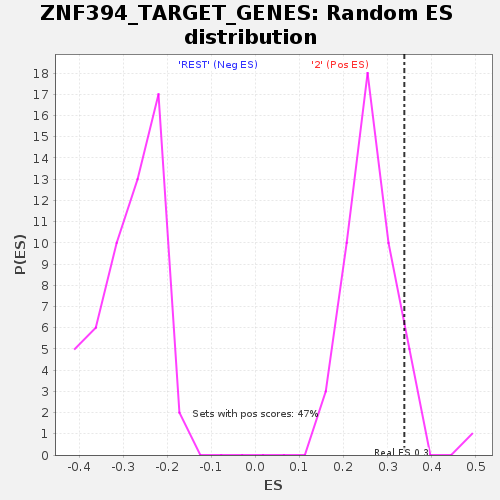 ZNF394_TARGET_GENES: Random ES
distribution
'REST' (Neg ES)
'2' (Pos ES)
18
17
16
15
14
13
12
11
10
9
8
7
6
5
4
3
2
1
0
P(ES)
Sets with pos scores: 47%
Real ES 0.3
-0.4 -0.3 -0.2 -0.1 0.0 0.1 0.2 0.3 0.4 0.5
ES